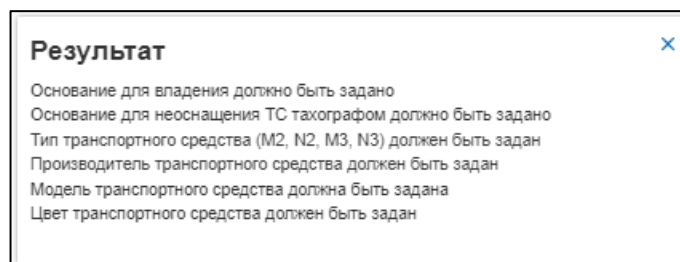 Результат
Основание для владения должно быть задано
Основание для неоснащения ТС тахографом должно быть задано
Тип транспортного средства (M2, N2, M3, N3) должен быть задан
Производитель транспортного средства должен быть задан
Модель транспортного средства должна быть задана
Цвет транспортного средства должен быть задан